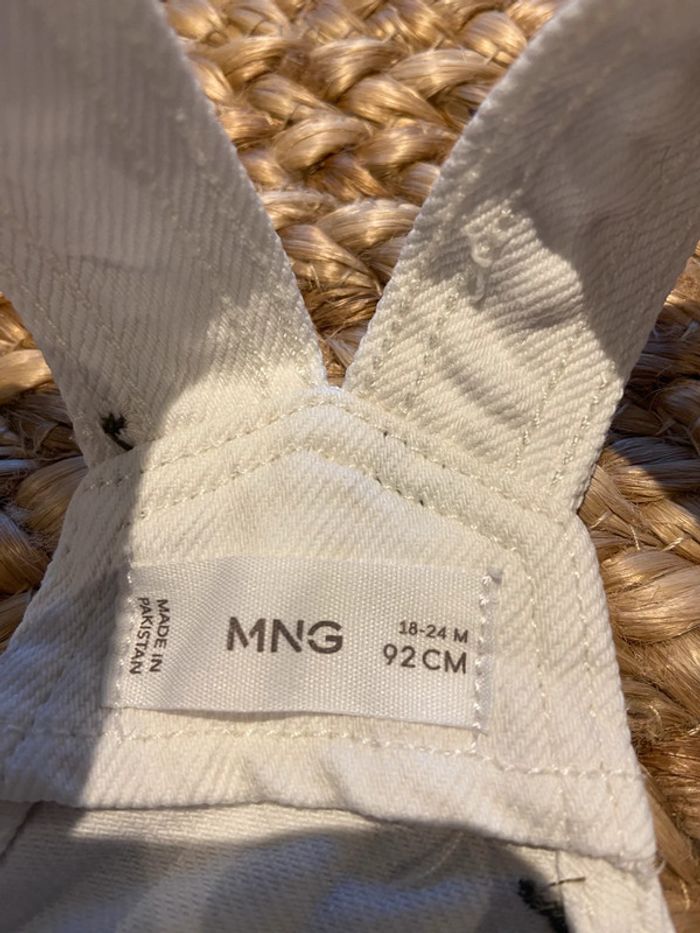 MADE IN
PAKISTAN
MNG
18-24 M
92 CM